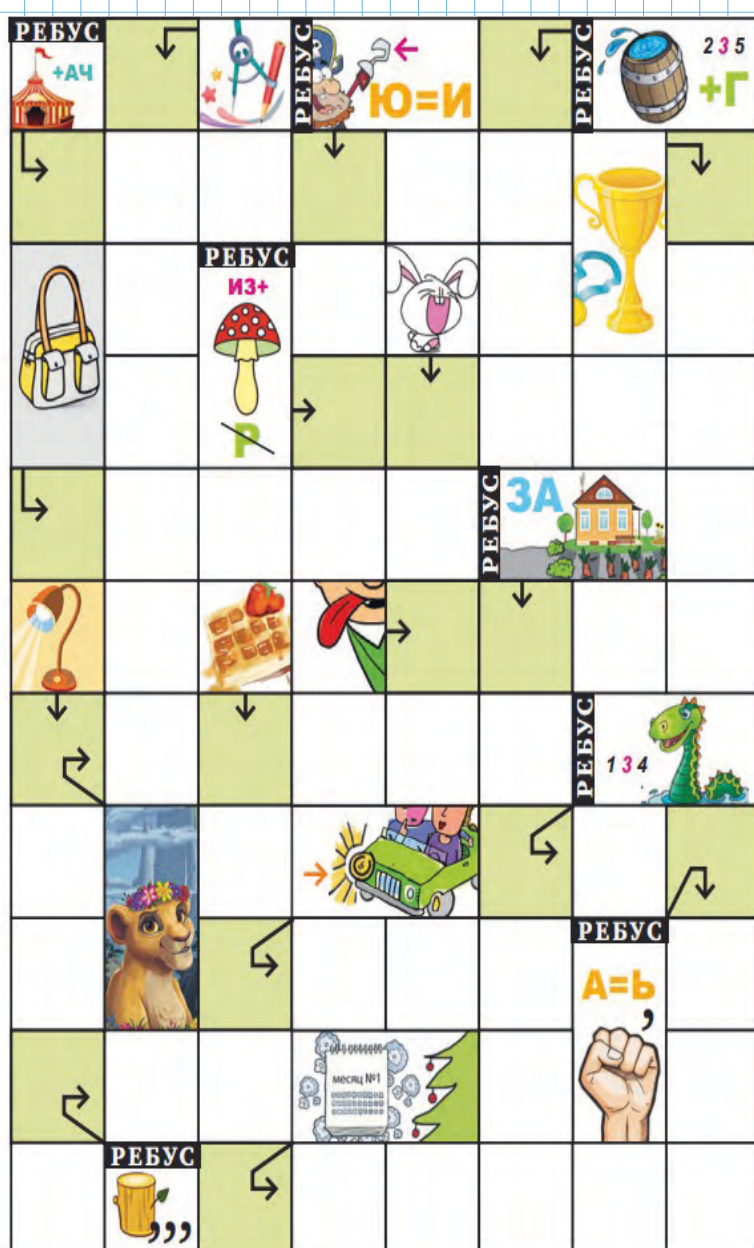 РЕБУС
+АЧ
РЕБУС
Ю=И
РЕБУС
2 3 5
+Г
РЕБУС
ИЗ+
Р
РЕБУС
ЗА
РЕБУС
1 3 4
РЕБУС
А=Ь
,
месяц №1
РЕБУС
,,,